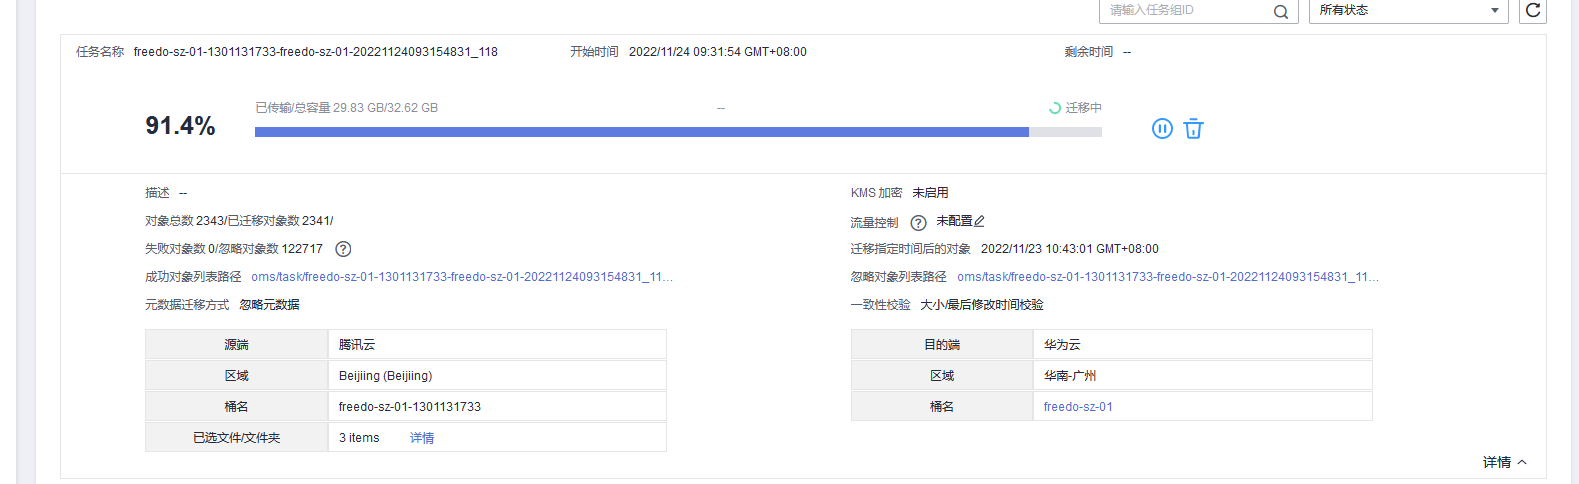 请输入任务组ID 所有状态
任务名称 freedo-sz-01-1301131733-freedo-sz-01-20221124093154831_118 开始时间 2022/11/24 09:31:54 GMT+08:00 剩余时间 --
已传输/总容量 29.83 GB/32.62 GB -- 迁移中
91.4%
描述 -- KMS 加密 未启用
对象总数 2343/已迁移对象数 2341/ 流量控制 ? 未配置
失败对象数 0/忽略对象数 122717 ? 迁移指定时间后的对象 2022/11/23 10:43:01 GMT+08:00
成功对象列表路径 oms/task/freedo-sz-01-1301131733-freedo-sz-01-20221124093154831_11... 忽略对象列表路径 oms/task/freedo-sz-01-1301131733-freedo-sz-01-20221124093154831_11...
元数据迁移方式 忽略元数据 一致性校验 大小/最后修改时间校验
源端 腾讯云 目的端 华为云
区域 Beijiing (Beijiing) 区域 华南-广州
桶名 freedo-sz-01-1301131733 桶名 freedo-sz-01
已选文件/文件夹 3 items 详情
详情